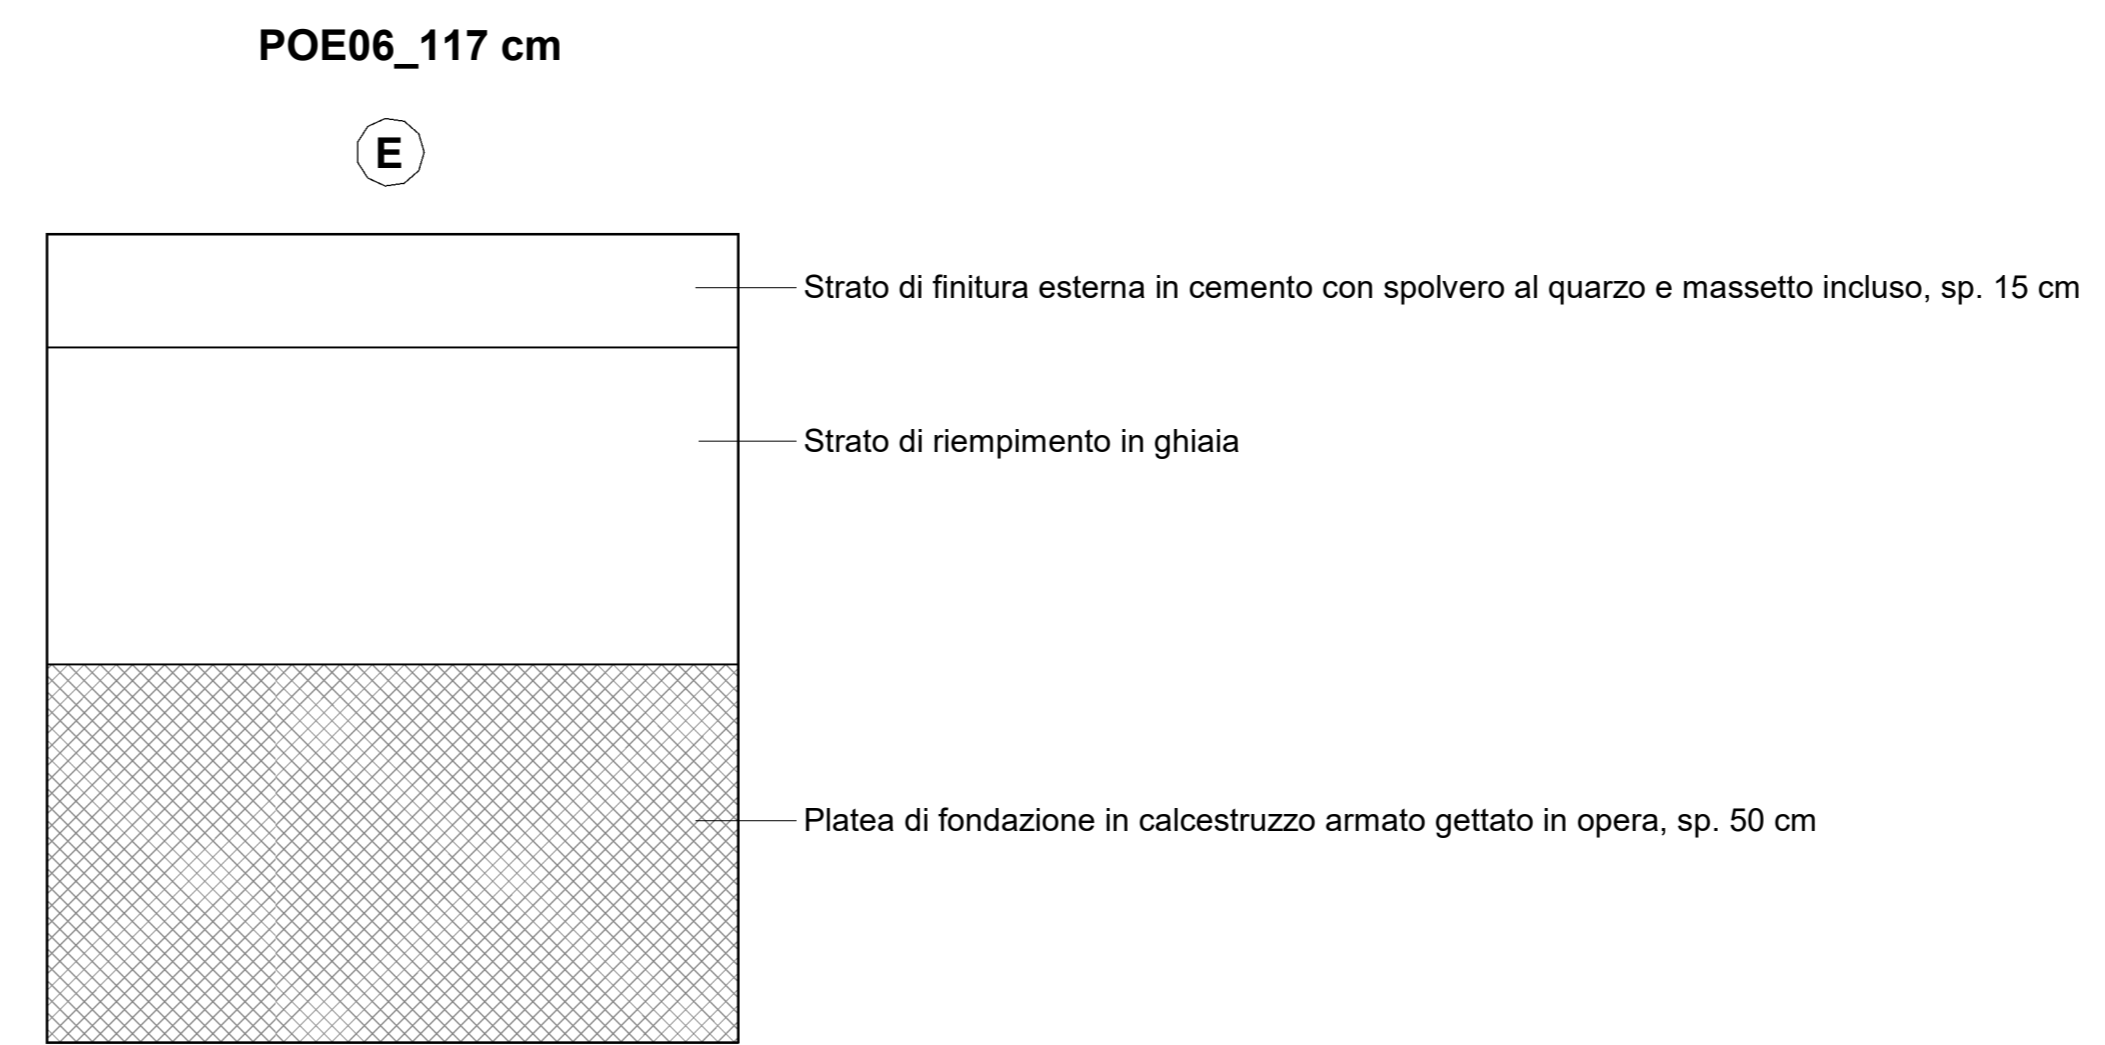 POE06_117 cm
E
Strato di finitura esterna in cemento con spolvero al quarzo e massetto incluso, sp. 15 cm
Strato di riempimento in ghiaia
Platea di fondazione in calcestruzzo armato gettato in opera, sp. 50 cm